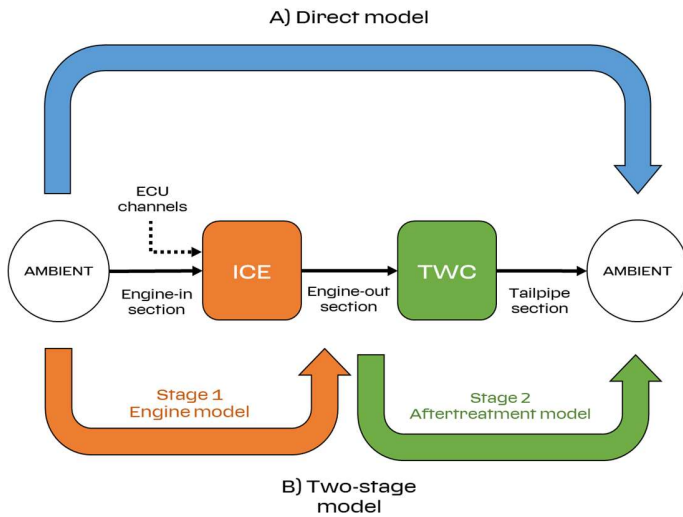 A) Direct model
ECU
channels
AMBIENT
ICE
TWC
AMBIENT
Engine-in
section
Engine-out
section
Tailpipe
section
Stage 1
Engine model
Stage 2
Aftertreatment model
B) Two-stage
model